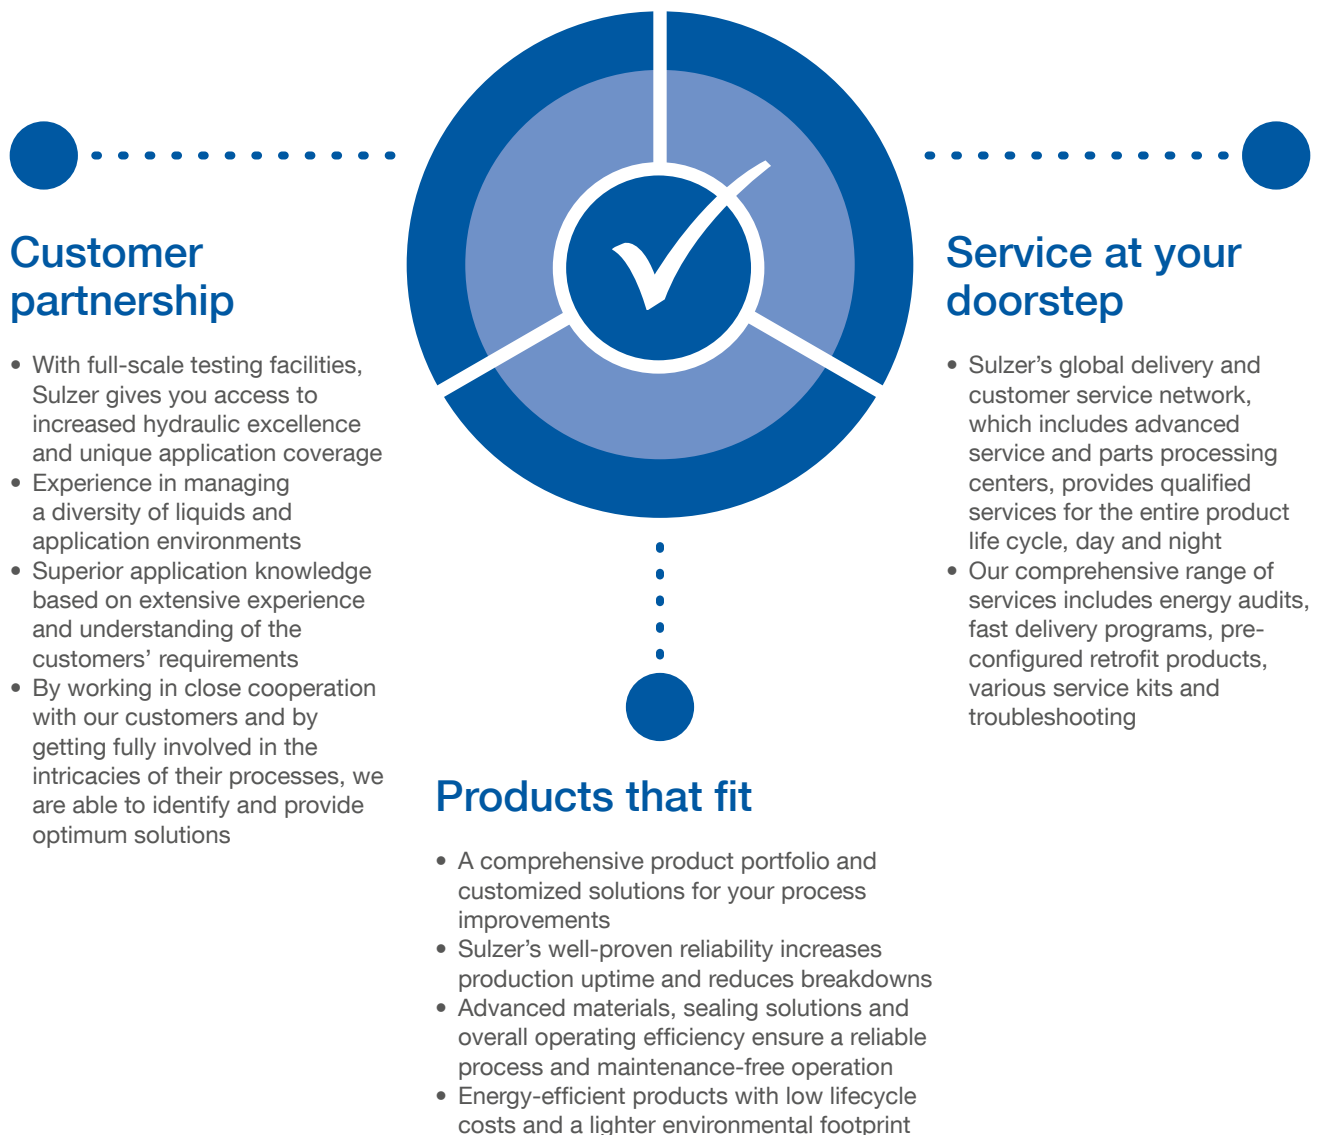 Customer
partnership
• With full-scale testing facilities,
Sulzer gives you access to
increased hydraulic excellence
and unique application coverage
• Experience in managing
a diversity of liquids and
application environments
• Superior application knowledge
based on extensive experience
and understanding of the
customers’ requirements
• By working in close cooperation
with our customers and by
getting fully involved in the
intricacies of their processes, we
are able to identify and provide
optimum solutions
Products that fit
• A comprehensive product portfolio and
customized solutions for your process
improvements
• Sulzer’s well-proven reliability increases
production uptime and reduces breakdowns
• Advanced materials, sealing solutions and
overall operating efficiency ensure a reliable
process and maintenance-free operation
• Energy-efficient products with low lifecycle
costs and a lighter environmental footprint
Service at your
doorstep
• Sulzer’s global delivery and
customer service network,
which includes advanced
service and parts processing
centers, provides qualified
services for the entire product
life cycle, day and night
• Our comprehensive range of
services includes energy audits,
fast delivery programs, pre-
configured retrofit products,
various service kits and
troubleshooting